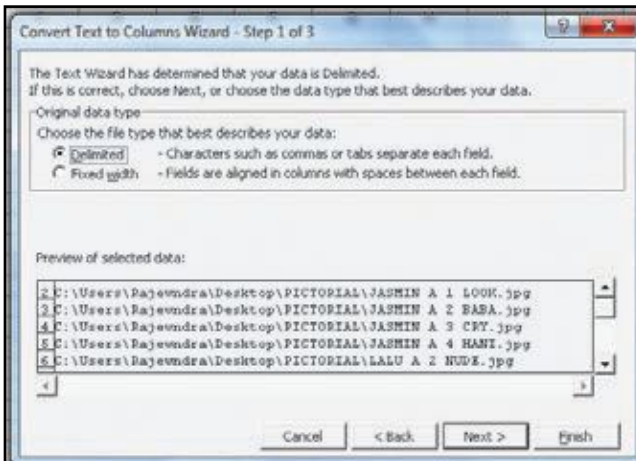 Convert Text to Columns Wizard - Step 1 of 3
The Text Wizard has determined that your data is Delimited.
If this is correct, choose Next, or choose the data type that best describes your data.
Original data type
Choose the file type that best describes your data:
Delimited - Characters such as commas or tabs separate each field.
Fixed width - Fields are aligned in columns with spaces between each field.
Preview of selected data:
2 C:\Users\Rajewndra\Desktop\PICTORIAL\JASMIN A 1 LOOK.jpg
3 C:\Users\Rajewndra\Desktop\PICTORIAL\JASMIN A 2 BABA.jpg
4 C:\Users\Rajewndra\Desktop\PICTORIAL\JASMIN A 3 CRY.jpg
5 C:\Users\Rajewndra\Desktop\PICTORIAL\JASMIN A 4 HANI.jpg
6 C:\Users\Rajewndra\Desktop\PICTORIAL\LALU A 2 NUDE.jpg
Cancel < Back Next > Finish